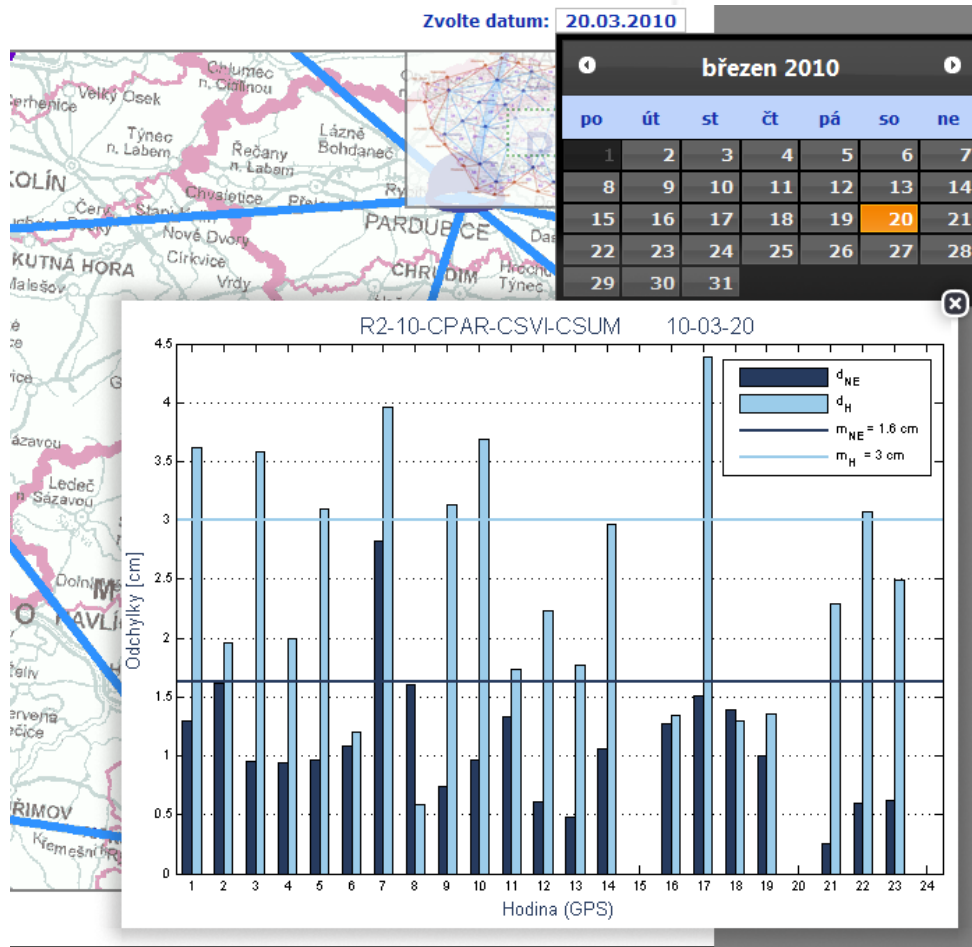 Zvolte datum: 20.03.2010
březen 2010
po út st čt pá so ne
1 2 3 4 5 6 7
8 9 10 11 12 13 14
15 16 17 18 19 20 21
22 23 24 25 26 27 28
29 30 31
Chlumec
n. Cidlinou
Velký Osek
Týnec
n. Labem
Řečany
n. Labem
Lázně
Bohdaneč
Chvaletice
PARDUBICE
Nové Dvory
Církvice
KUTNÁ HORA
Malešov
Vrdy
CHRUDIM
Týnec
Ledeč
n. Sázavou
R2-10-CPAR-CSVI-CSUM 10-03-20
d_NE
d_H
m_NE = 1.6 cm
m_H = 3 cm
Odchylky [cm]
4.5
4
3.5
3
2.5
2
1.5
1
0.5
0
1 2 3 4 5 6 7 8 9 10 11 12 13 14 15 16 17 18 19 20 21 22 23 24
Hodina (GPS)